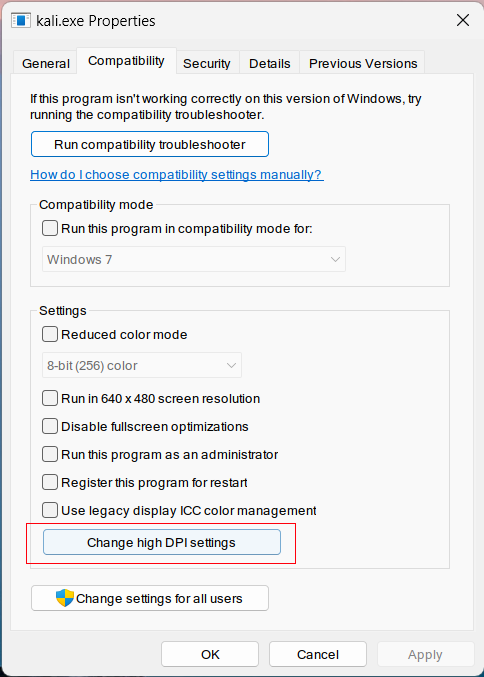 kali.exe Properties
General
Compatibility
Security
Details
Previous Versions
If this program isn't working correctly on this version of Windows, try
running the compatibility troubleshooter.
Run compatibility troubleshooter
How do I choose compatibility settings manually?
Compatibility mode
Run this program in compatibility mode for:
Windows 7
Settings
Reduced color mode
8-bit (256) color
Run in 640 x 480 screen resolution
Disable fullscreen optimizations
Run this program as an administrator
Register this program for restart
Use legacy display ICC color management
Change high DPI settings
Change settings for all users
OK
Cancel
Apply